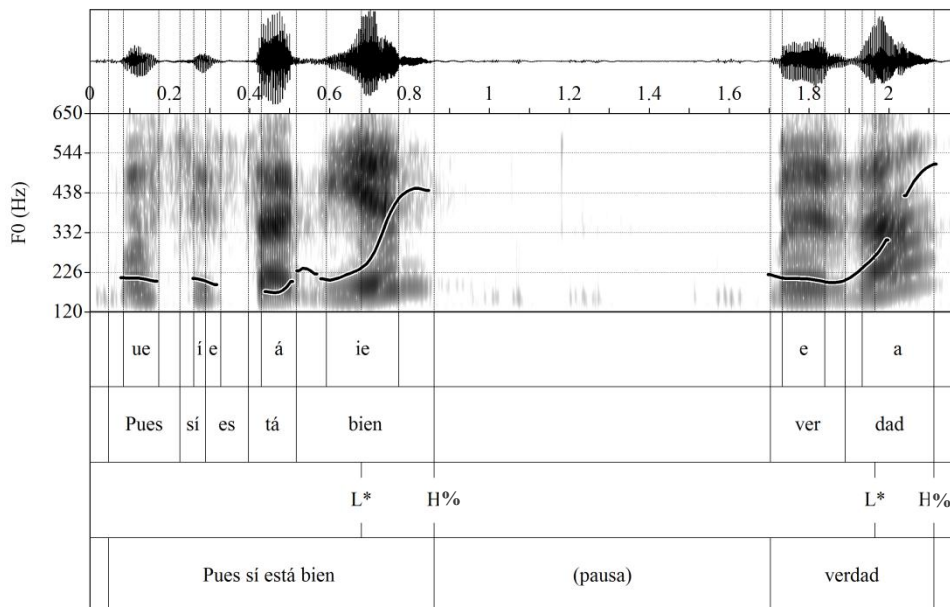 0 0.2 0.4 0.6 0.8 1 1.2 1.4 1.6 1.8 2
650
544
438
332
226
120
F0 (Hz)
ue í e á ie e a
Pues sí es tá bien ver dad
L* H% L* H%
Pues sí está bien (pausa) verdad